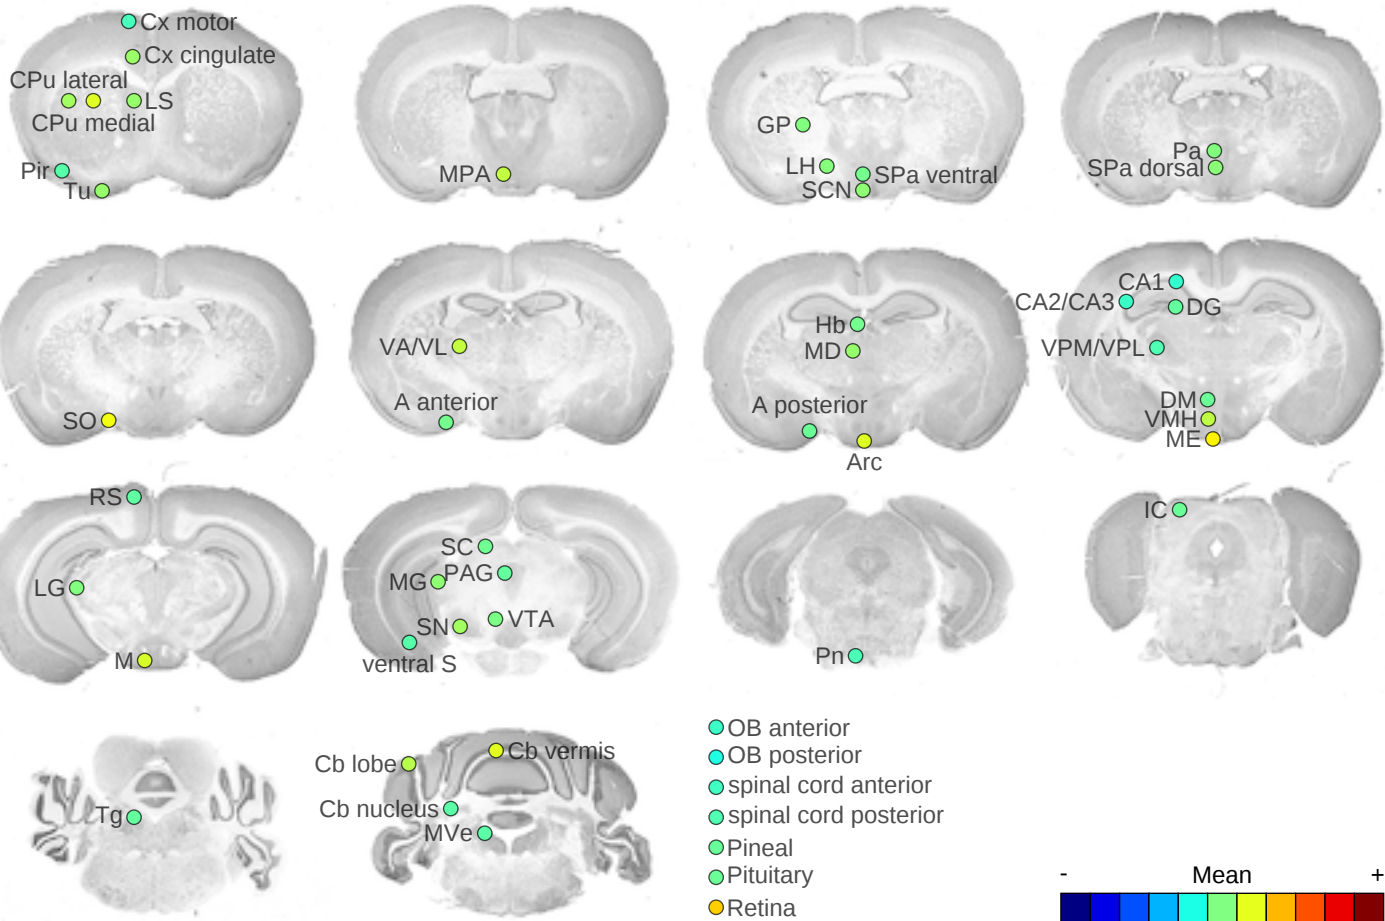 Cx motor
Cx cingulate
CPu lateral
LS
CPu medial
Pir
Tu
MPA
GP
LH
SPa ventral
SCN
Pa
SPa dorsal
SO
VA/VL
A anterior
Hb
MD
A posterior
Arc
CA1
CA2/CA3
DG
VPM/VPL
DM
VMH
ME
RS
LG
M
SC
PAG
MG
VTA
SN
ventral S
Pn
IC
Tg
Cb vermis
Cb lobe
Cb nucleus
MVe
OB anterior
OB posterior
spinal cord anterior
spinal cord posterior
Pineal
Pituitary
Retina
- Mean +